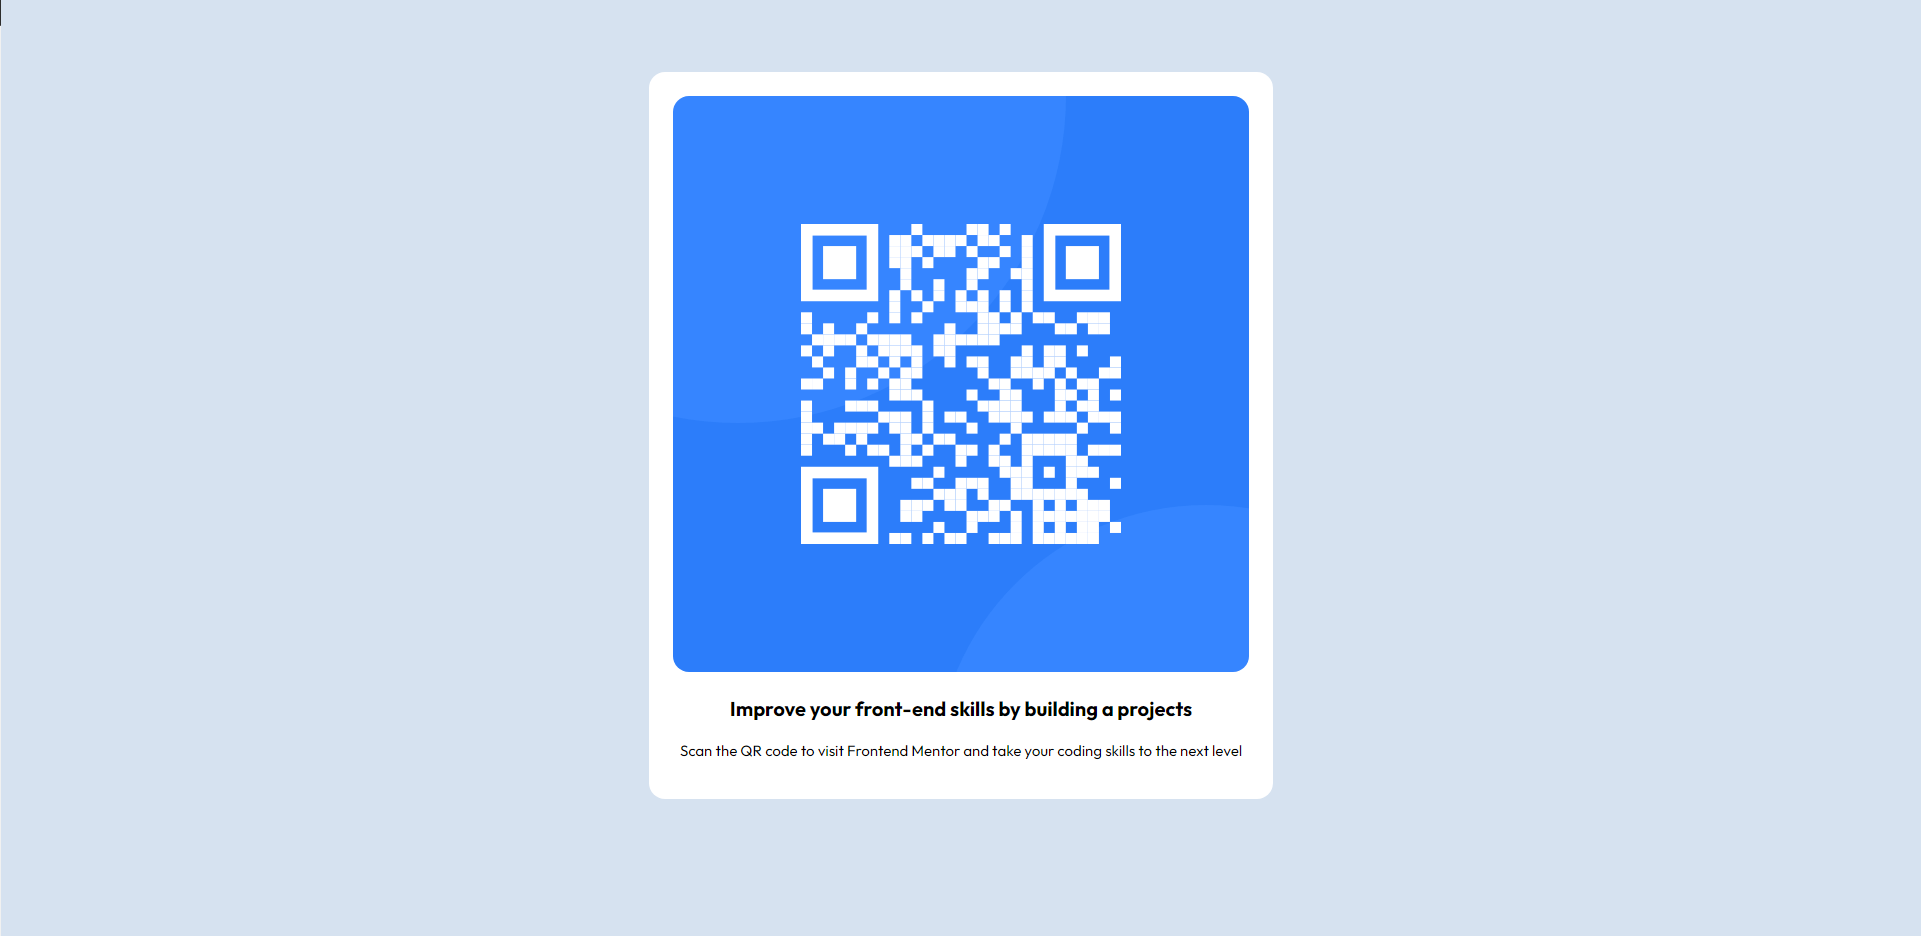 Improve your front-end skills by building a projects
Scan the QR code to visit Frontend Mentor and take your coding skills to the next level